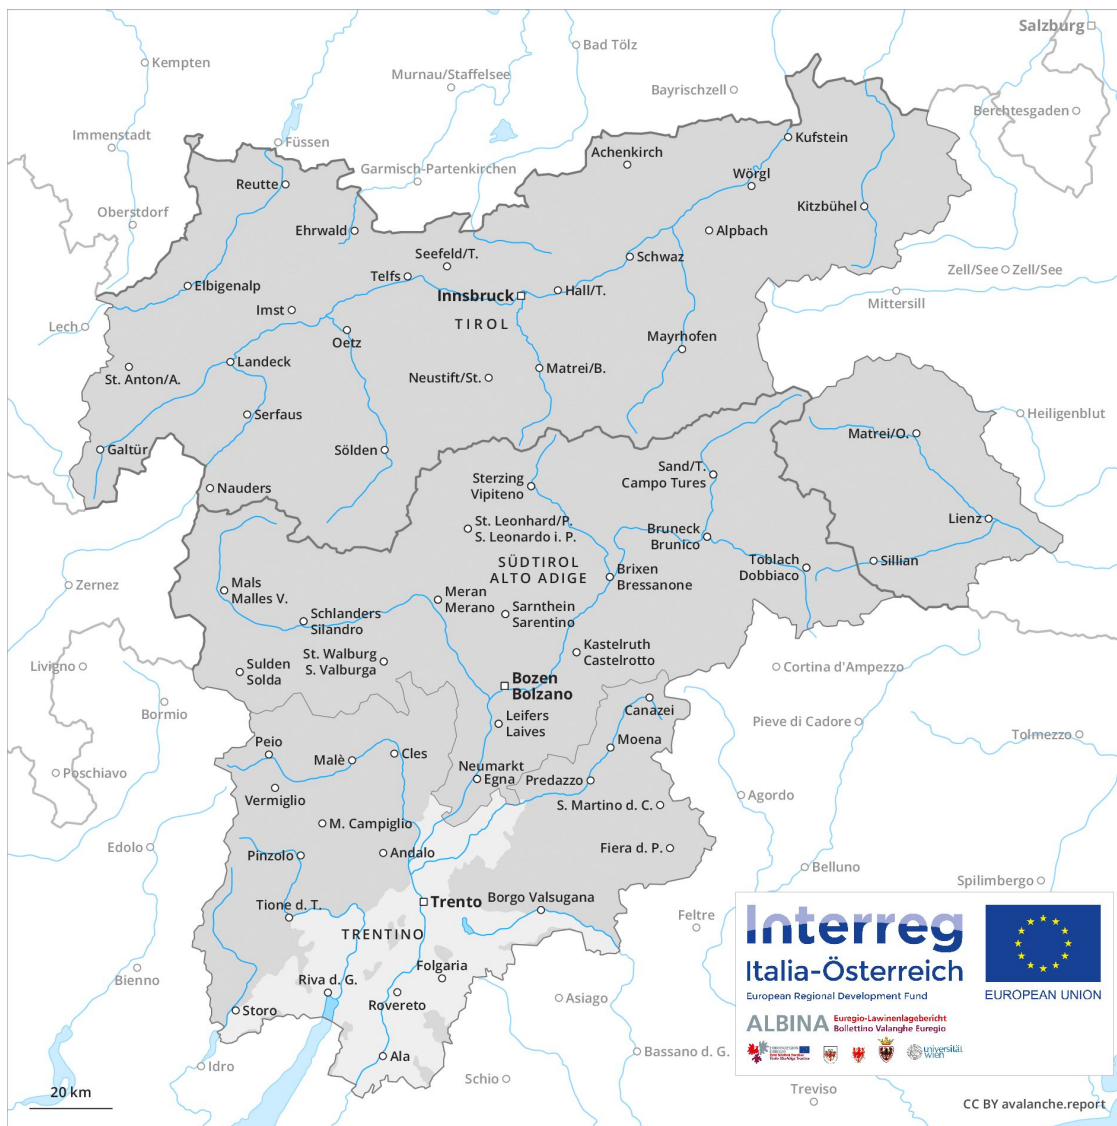 Salzburg
Bad Tölz
Kempten
Murnau/Staffelsee
Bayrischzell
Berchtesgaden
Immenstadt
Füssen
Kufstein
Achenkirch
Garmisch-Partenkirchen
Wörgl
Reutte
Kitzbühel
Oberstdorf
Ehrwald
Alpbach
Seefeld/T.
Schwaz
Zell/See
Zell/See
Telfs
Elbigenalp
Innsbruck
Hall/T.
Mittersill
Imst
TIROL
Lech
Oetz
Mayrhofen
Landeck
Matrei/B.
St. Anton/A.
Neustift/St.
Serfaus
Heiligenblut
Matrei/O.
Galtür
Sölden
Sand/T.
Campo Tures
Sterzing
Vipiteno
Nauders
Lienz
St. Leonhard/P.
S. Leonardo i. P.
Bruneck
Brunico
SÜDTIROL
ALTO ADIGE
Toblach
Dobbiaco
Sillian
Brixen
Bressanone
Zernez
Mals
Malles V.
Meran
Merano
Sarnthein
Sarentino
Schlanders
Silandro
Kastelruth
Castelrotto
St. Walburg
S. Valburga
Livigno
Sulden
Solda
Cortina d'Ampezzo
Bozen
Bolzano
Bormio
Canazei
Leifers
Laives
Pieve di Cadore
Tolmezzo
Peio
Moena
Cles
Malè
Poschiavo
Neumarkt
Egna
Predazzo
Vermiglio
S. Martino d. C.
Agordo
M. Campiglio
Edolo
Pinzolo
Andalo
Fiera d. P.
Belluno
Spilimbergo
Trento
Borgo Valsugana
Tione d. T.
Feltre
TRENTINO
Folgaria
Bienno
Riva d. G.
Rovereto
Asiago
Storo
Ala
Bassano d. G.
Idro
Schio
Treviso
20 km
Interreg
Italia-Österreich
European Regional Development Fund
EUROPEAN UNION
ALBINA
Euregio-Lawinenlagebericht
Bollettino Valanghe Euregio
universität
wien
CC BY avalanche.report